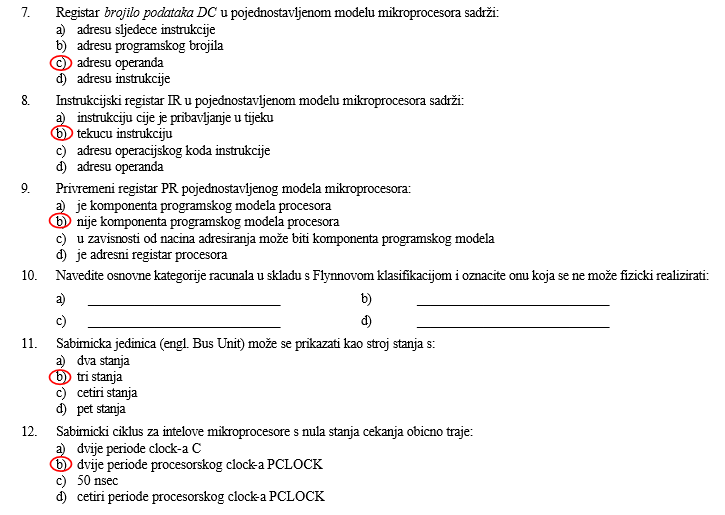 7. Registar brojilo podataka DC u pojednostavljenom modelu mikroprocesora sadrži:
a) adresu sljedece instrukcije
b) adresu programskog brojila
c) adresu operanda
d) adresu instrukcije
8. Instrukcijski registar IR u pojednostavljenom modelu mikroprocesora sadrži:
a) instrukciju cije je pribavljanje u tijeku
b) tekucu instrukciju
c) adresu operacijskog koda instrukcije
d) adresu operanda
9. Privremeni registar PR pojednostavljenog modela mikroprocesora:
a) je komponenta programskog modela procesora
b) nije komponenta programskog modela procesora
c) u zavisnosti od nacina adresiranja može biti komponenta programskog modela
d) je adresni registar procesora
10. Navedite osnovne kategorije racunala u skladu s Flynnovom klasifikacijom i oznacite onu koja se ne može fizicki realizirati:
a) ____________________ b) ____________________
c) ____________________ d) ____________________
11. Sabirnicka jedinica (engl. Bus Unit) može se prikazati kao stroj stanja s:
a) dva stanja
b) tri stanja
c) cetiri stanja
d) pet stanja
12. Sabirnicki ciklus za intelove mikroprocesore s nula stanja cekanja obicno traje:
a) dvije periode clock-a C
b) dvije periode procesorskog clock-a PCLOCK
c) 50 nsec
d) cetiri periode procesorskog clock-a PCLOCK